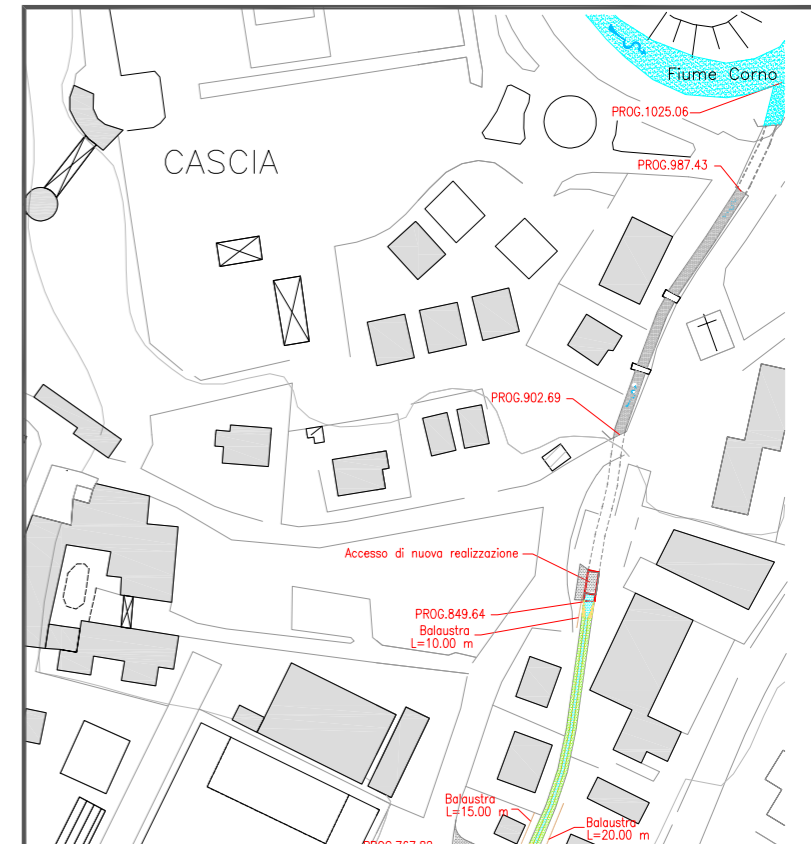 Fiume Corno
PROG.1025.06
CASCIA
PROG.987.43
PROG.902.69
Accesso di nuova realizzazione
PROG.849.64
Balaustra
L=10.00 m
Balaustra
L=15.00 m
Balaustra
L=20.00 m